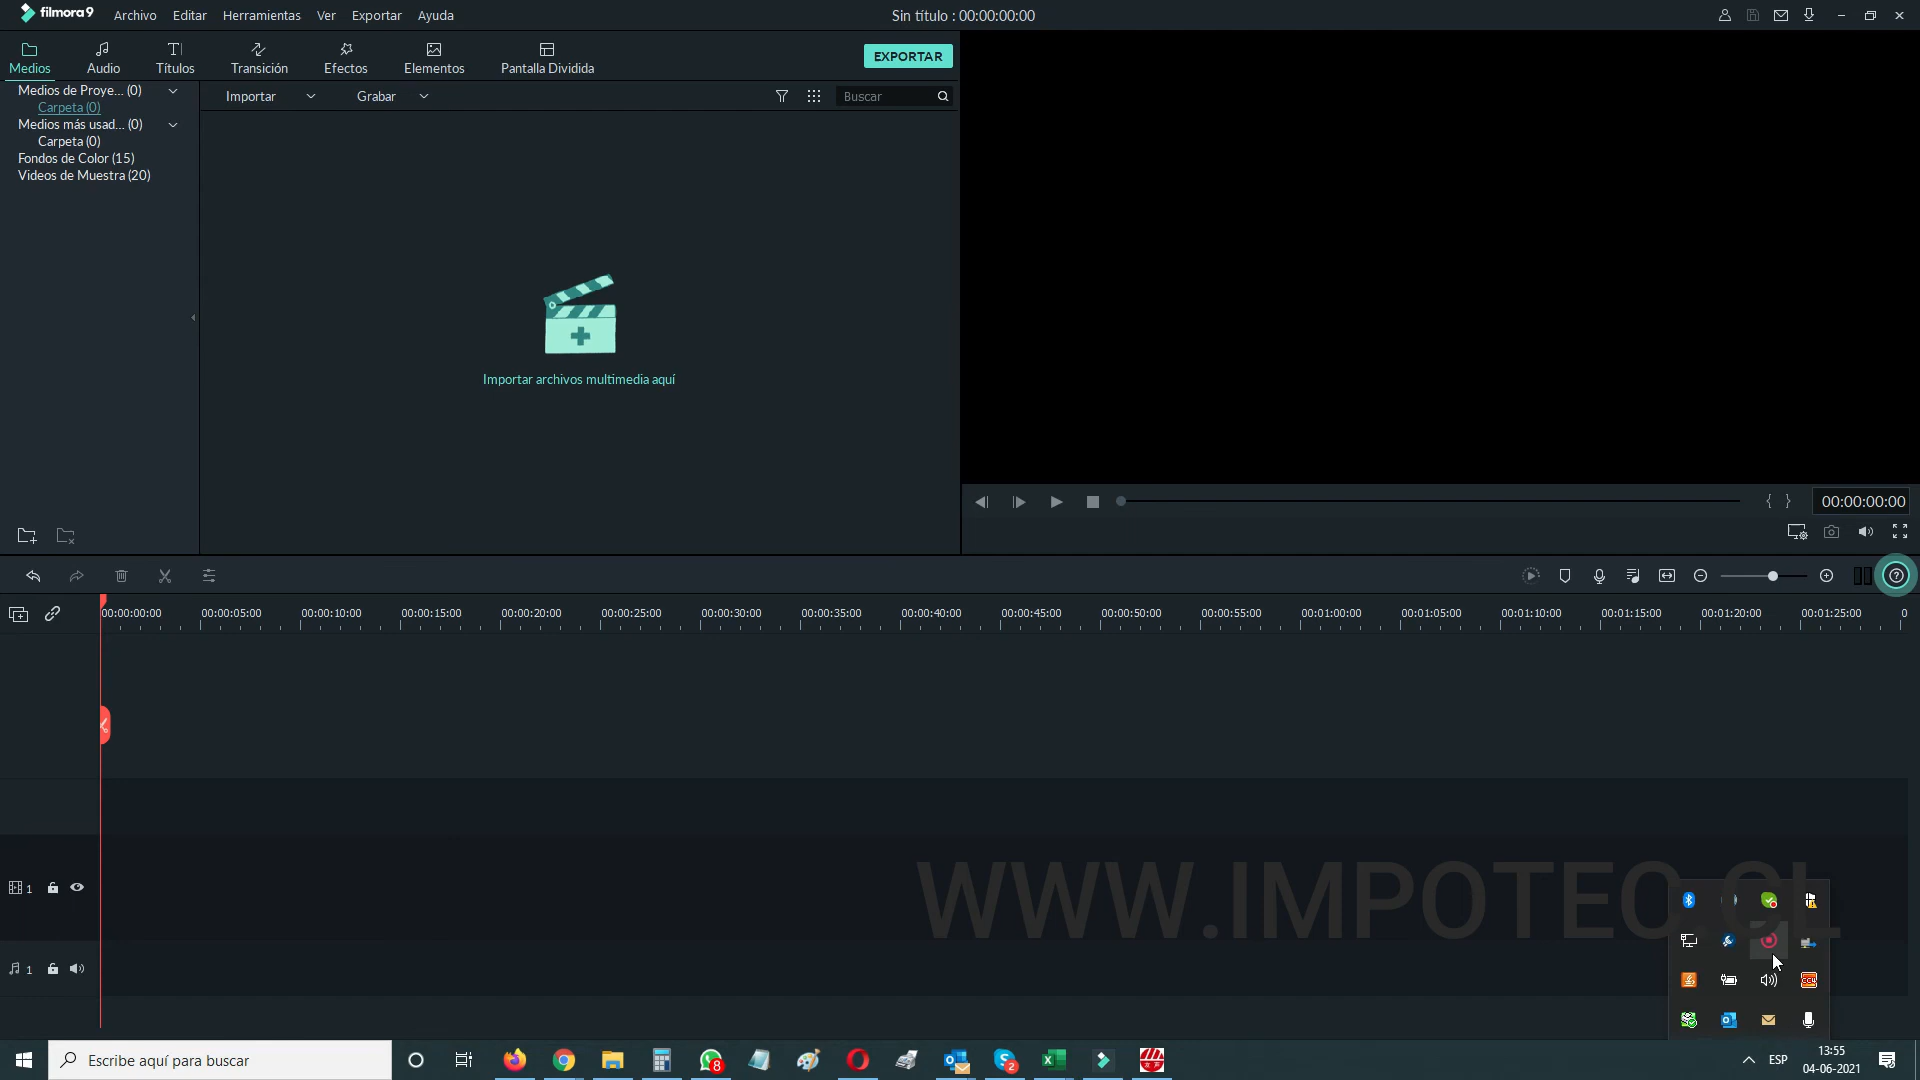 filmora9 Archivo Editar Herramientas Ver Exportar Ayuda Sin título : 00:00:00:00
Medios Audio Títulos Transición Efectos Elementos Pantalla Dividida EXPORTAR
Medios de Proye... (0)
Carpeta (0)
Medios más usad... (0)
Carpeta (0)
Fondos de Color (15)
Videos de Muestra (20)
Importar Grabar Buscar
Importar archivos multimedia aquí
00:00:00:00
00:00:00:00 00:00:05:00 00:00:10:00 00:00:15:00 00:00:20:00 00:00:25:00 00:00:30:00 00:00:35:00 00:00:40:00 00:00:45:00 00:00:50:00 00:00:55:00 00:01:00:00 00:01:05:00 00:01:10:00 00:01:15:00 00:01:20:00 00:01:25:00 0
1
WWW.IMPOTEC.CL
1
Escribe aquí para buscar
8
2
ESP
13:55
04-06-2021